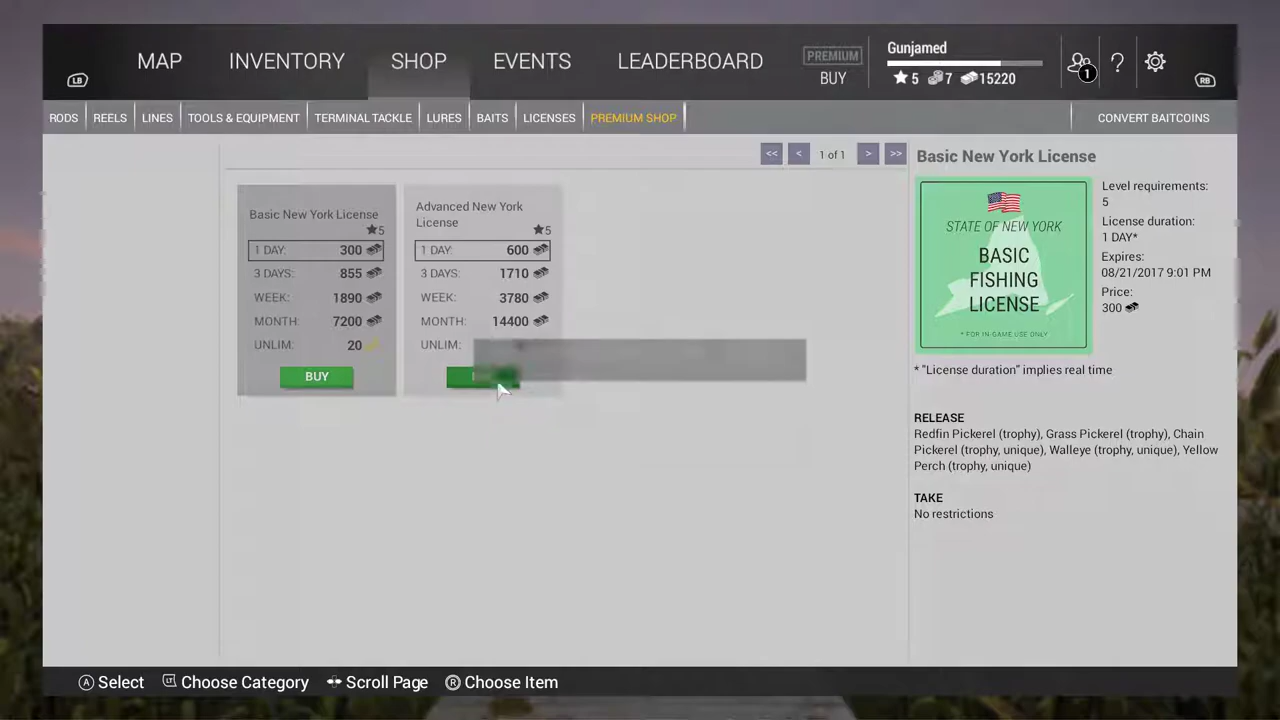 MAP
INVENTORY
SHOP
EVENTS
LEADERBOARD
PREMIUM
BUY
Gunjamed
5
7
15220
1
?
LB
RB
RODS
REELS
LINES
TOOLS & EQUIPMENT
TERMINAL TACKLE
LURES
BAITS
LICENSES
PREMIUM SHOP
CONVERT BAITCOINS
<<
<
1 of 1
>
>>
Basic New York License
5
1 DAY: 300
3 DAYS: 855
WEEK: 1890
MONTH: 7200
UNLIM: 20
BUY
Advanced New York
License
5
1 DAY: 600
3 DAYS: 1710
WEEK: 3780
MONTH: 14400
UNLIM:
Basic New York License
STATE OF NEW YORK
BASIC
FISHING
LICENSE
* FOR IN-GAME USE ONLY
Level requirements:
5
License duration:
1 DAY*
Expires:
08/21/2017 9:01 PM
Price:
300
* "License duration" implies real time
RELEASE
Redfin Pickerel (trophy), Grass Pickerel (trophy), Chain
Pickerel (trophy, unique), Walleye (trophy, unique), Yellow
Perch (trophy, unique)
TAKE
No restrictions
A Select
LT Choose Category
Scroll Page
R Choose Item